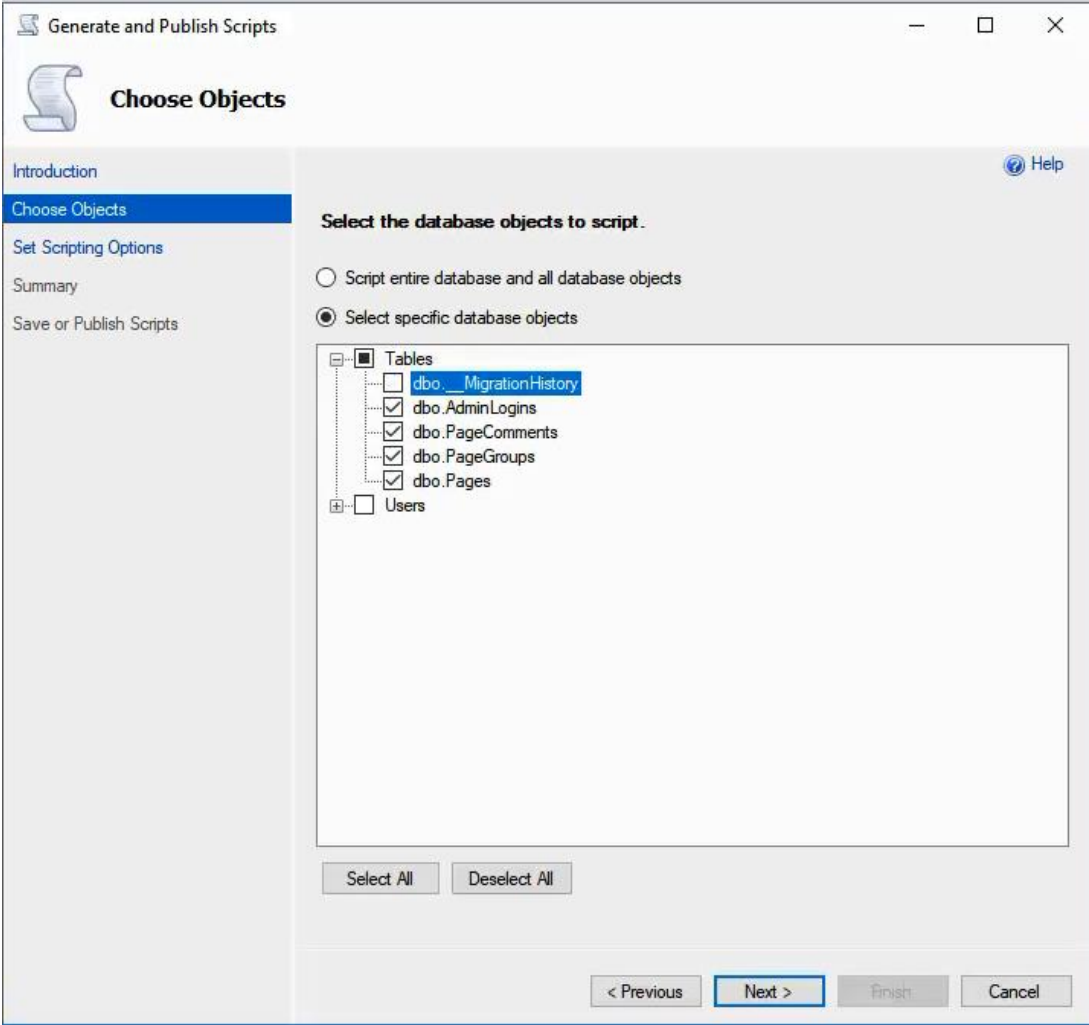 Generate and Publish Scripts
Choose Objects
Introduction
Choose Objects
Set Scripting Options
Summary
Save or Publish Scripts
Help
Select the database objects to script.
Script entire database and all database objects
Select specific database objects
Tables
dbo.__MigrationHistory
dbo.AdminLogins
dbo.PageComments
dbo.PageGroups
dbo.Pages
Users
Select All
Deselect All
< Previous
Next >
Finish
Cancel